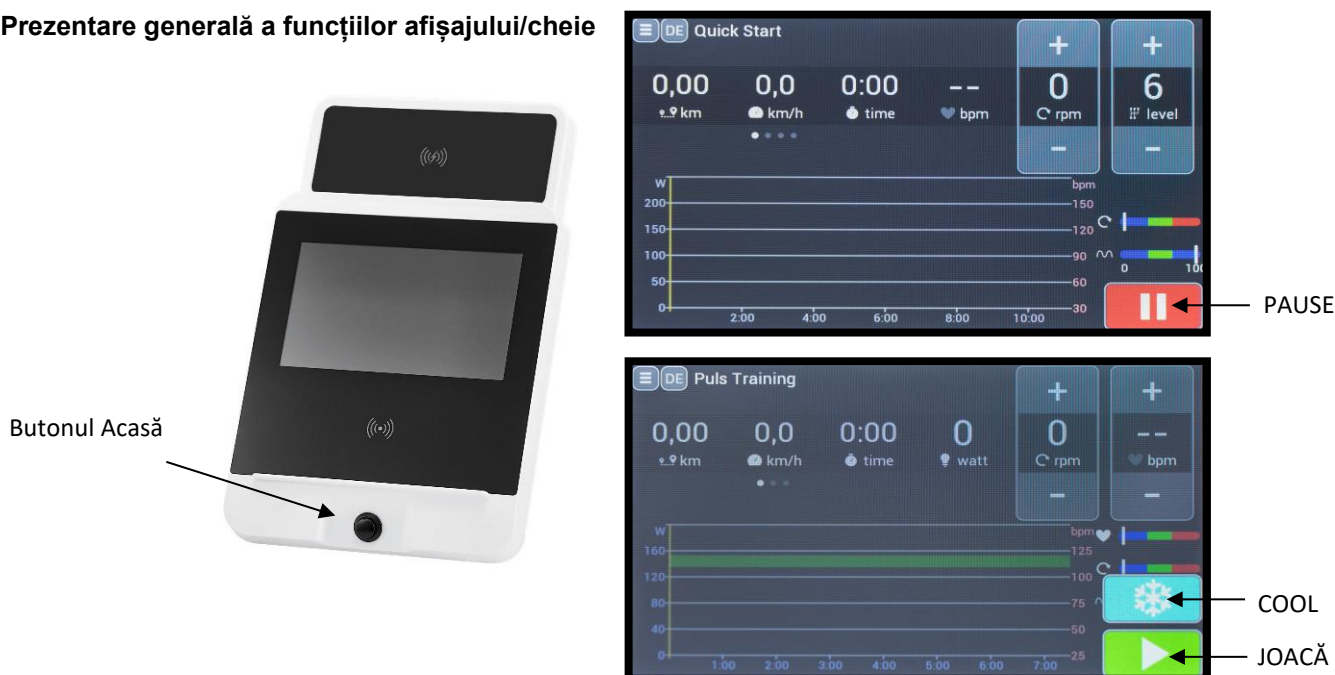 Prezentare generală a funcțiilor afișajului/cheie
DE Quick Start
+ +
0,00 0,0 0:00 -- 0 6
km km/h time bpm rpm level
- -
W bpm
200 150
150 120
100 90
0 100
50 60
0 30
2:00 4:00 6:00 8:00 10:00
PAUSE
DE Puls Training
+ +
0,00 0,0 0:00 0 0 --
km km/h time watt rpm bpm
- -
Butonul Acasă
W bpm
160 125
120 100
80 75
COOL
40 50
0 25
1:00 2:00 3:00 4:00 5:00 6:00 7:00
JOACĂ